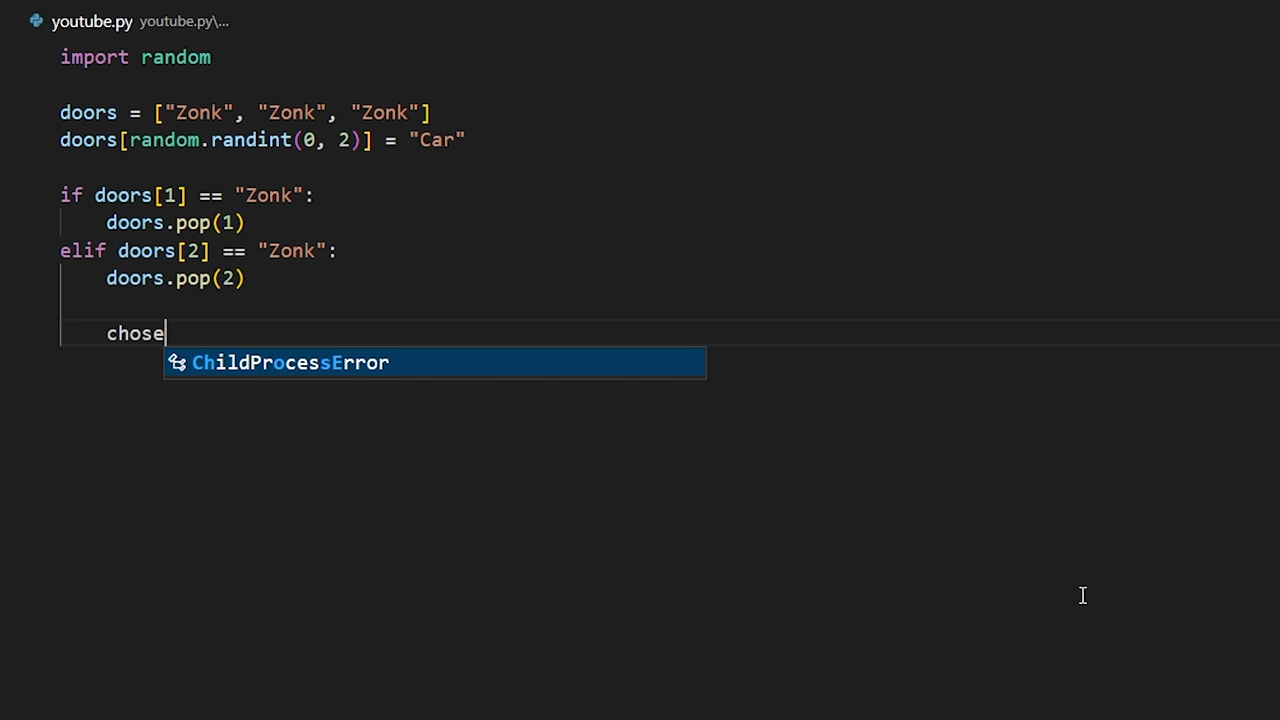 youtube.py youtube.py\...
import random
doors = ["Zonk", "Zonk", "Zonk"]
doors[random.randint(0, 2)] = "Car"
if doors[1] == "Zonk":
doors.pop(1)
elif doors[2] == "Zonk":
doors.pop(2)
chose
ChildProcessError